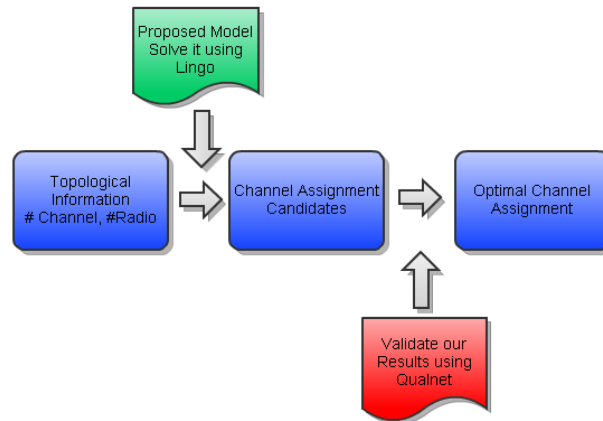 Proposed Model
Solve it using
Lingo
Topological
Information
# Channel, #Radio
Channel Assignment
Candidates
Optimal Channel
Assignment
Validate our
Results using
Qualnet